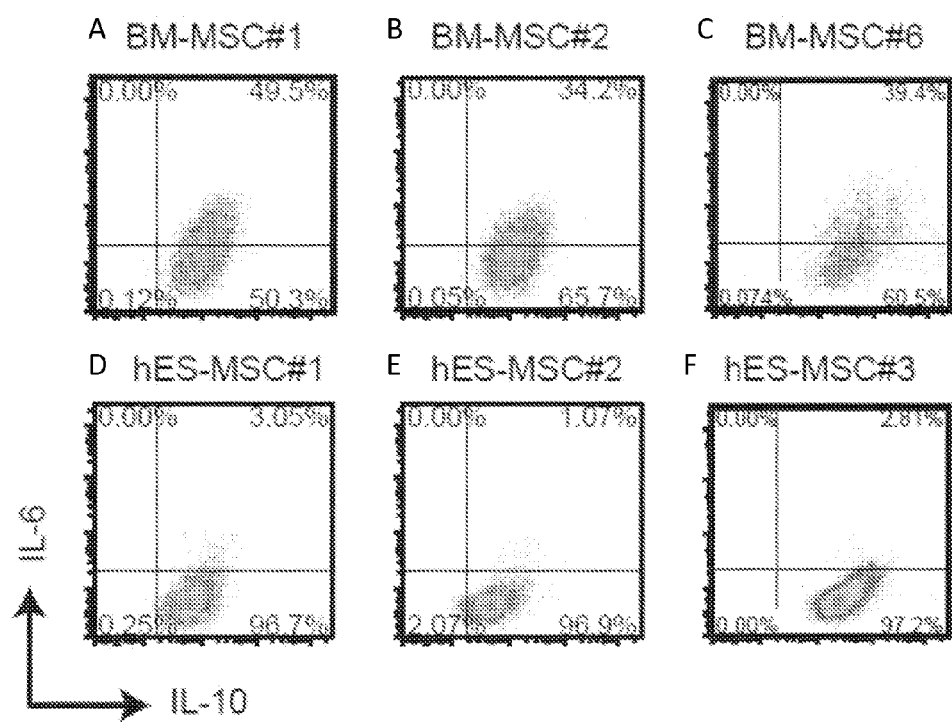 A BM-MSC#1 B BM-MSC#2 C BM-MSC#6
0.00% 49.5% 0.00% 34.2% 0.00% 39.4%
0.12% 50.3% 0.05% 65.7% 0.074% 60.5%
D hES-MSC#1 E hES-MSC#2 F hES-MSC#3
0.00% 3.05% 0.00% 1.07% 0.00% 2.81%
0.25% 96.7% 2.07% 96.9% 0.00% 97.2%
IL-6
IL-10